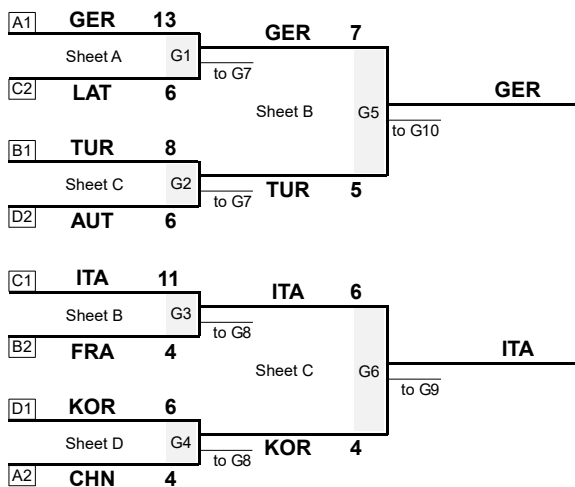 A1 GER 13
Sheet A G1
C2 LAT 6
GER 7
to G7
Sheet B G5
GER
to G10
B1 TUR 8
Sheet C G2
D2 AUT 6
TUR 5
to G7
C1 ITA 11
Sheet B G3
B2 FRA 4
ITA 6
to G8
Sheet C G6
ITA
to G9
D1 KOR 6
Sheet D G4
A2 CHN 4
KOR 4
to G8